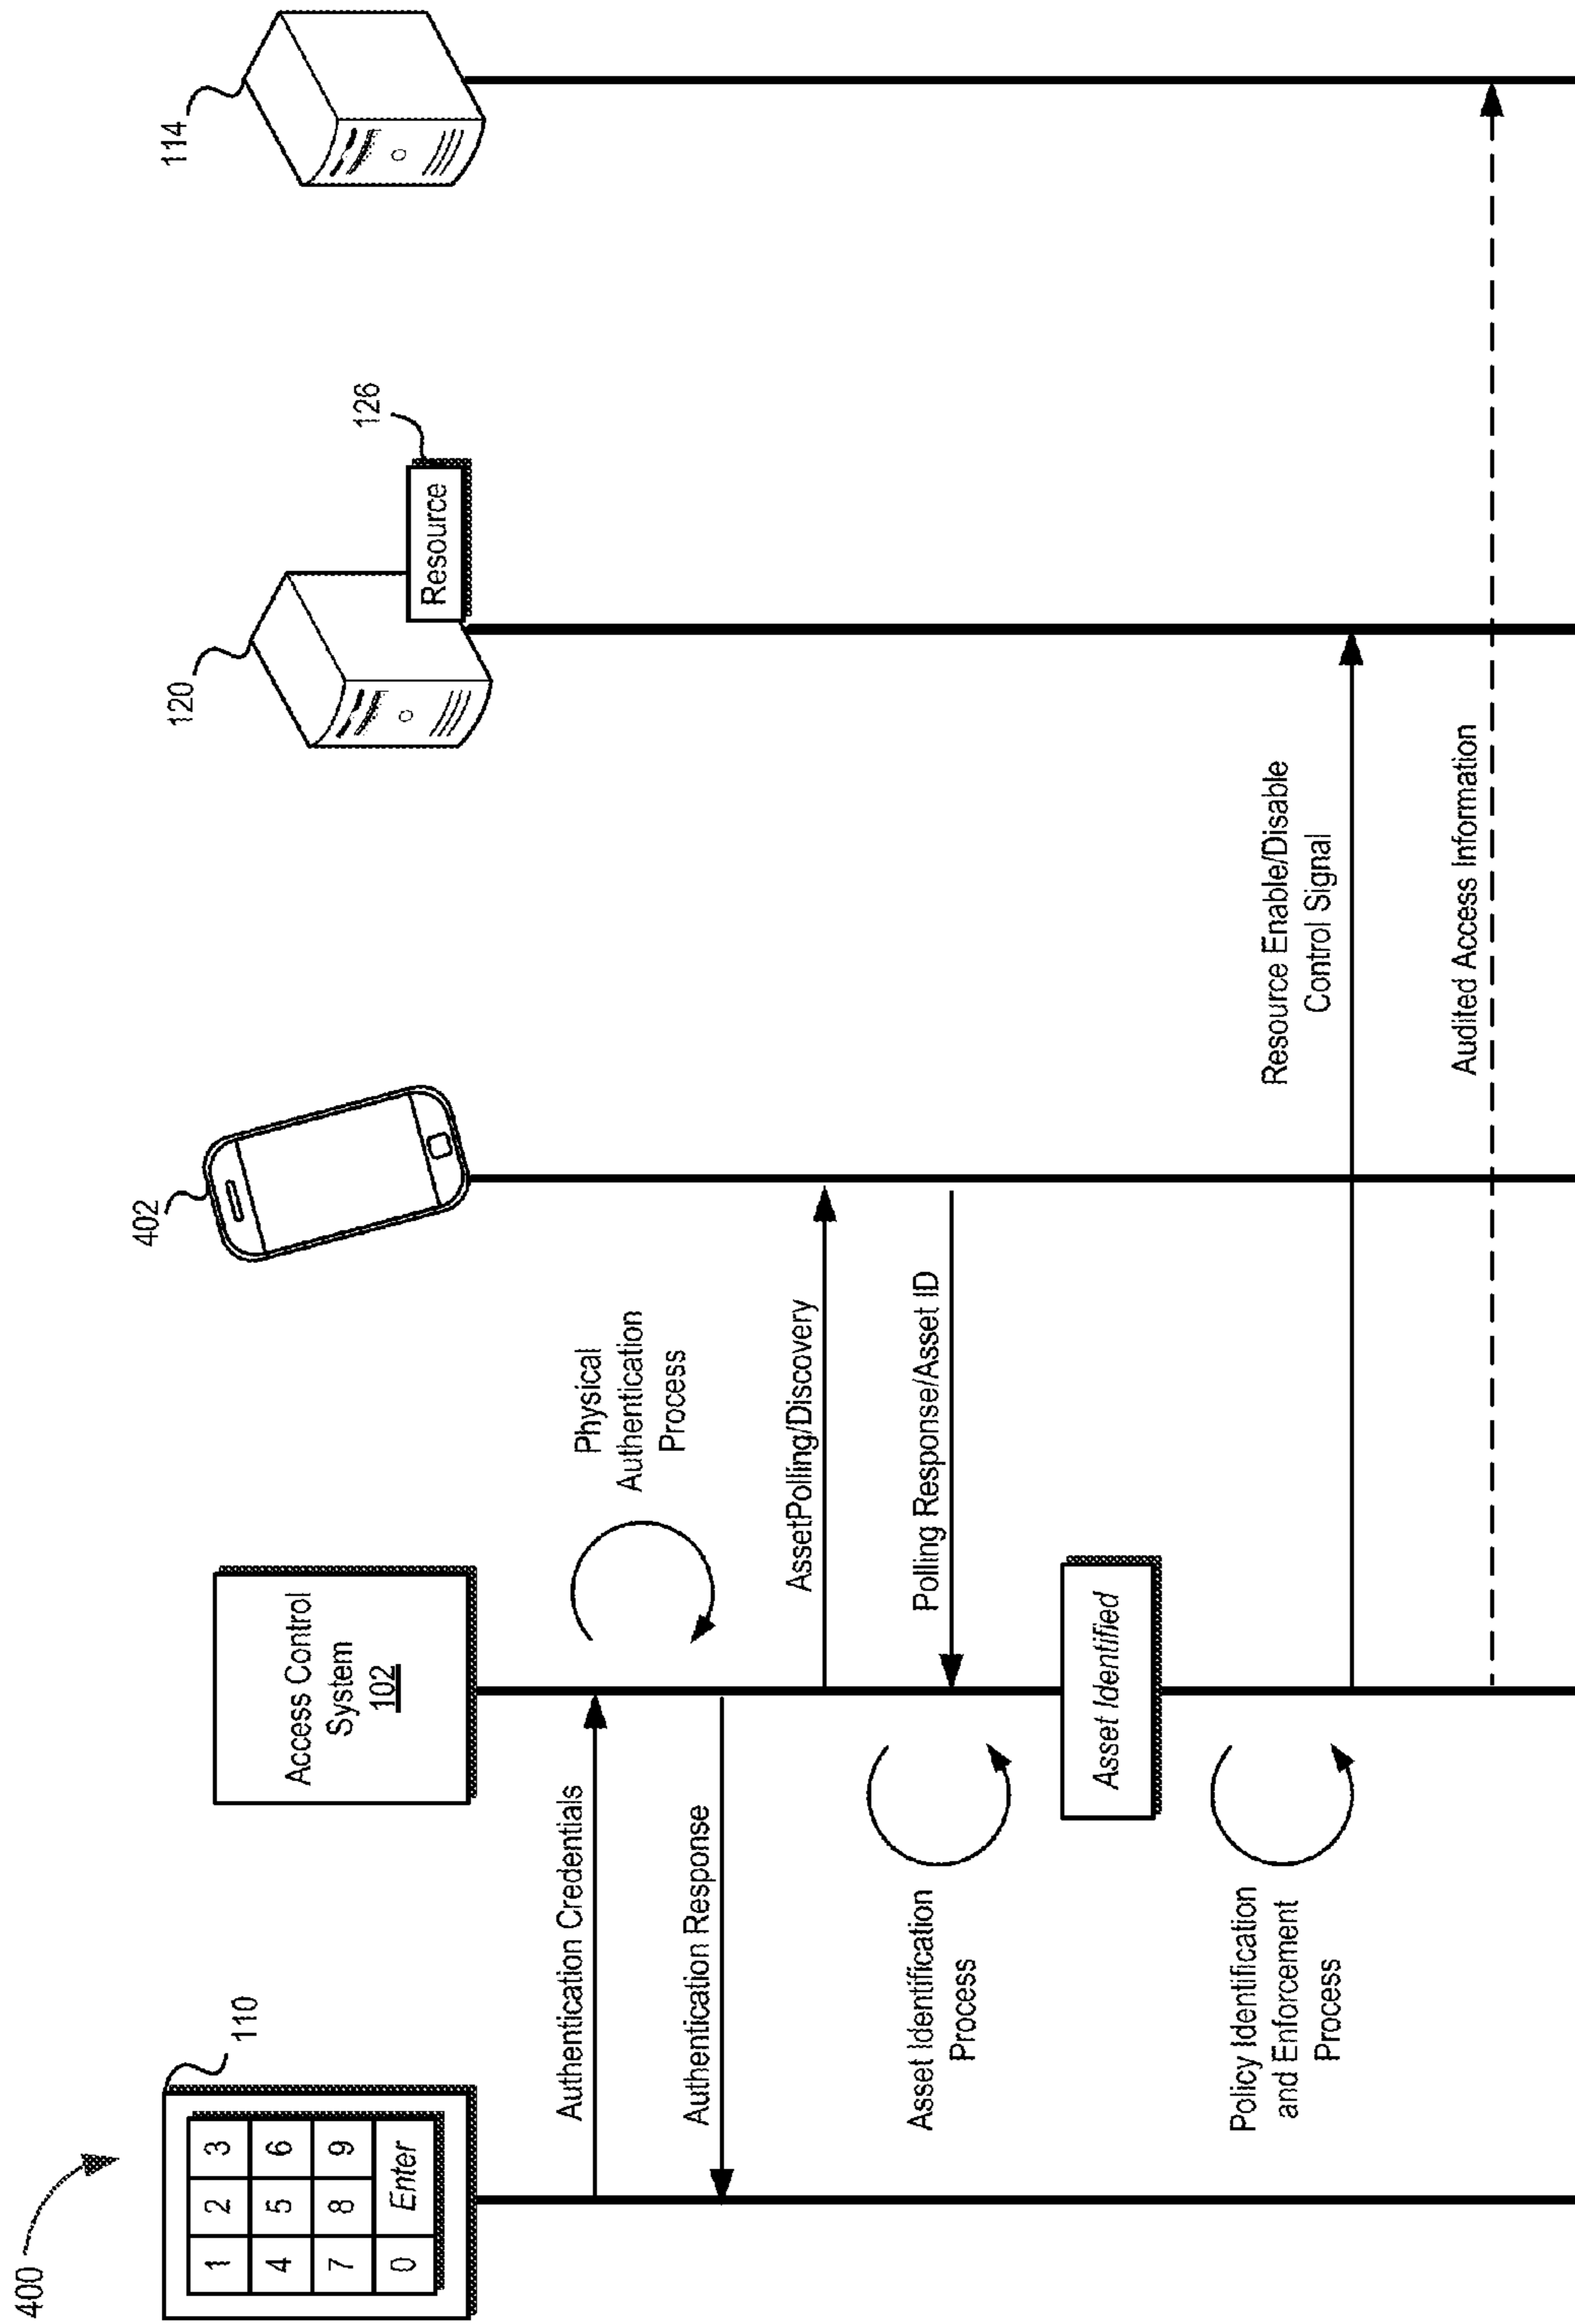 400
110
1 2 3
4 5 6
7 8 9
0 Enter
Access Control
System
102
402
120
Resource
126
114
Authentication Credentials
Physical
Authentication
Process
Authentication Response
AssetPolling/Discovery
Asset Identification
Process
Polling Response/Asset ID
Asset Identified
Policy Identification
and Enforcement
Process
Resource Enable/Disable
Control Signal
Audited Access Information